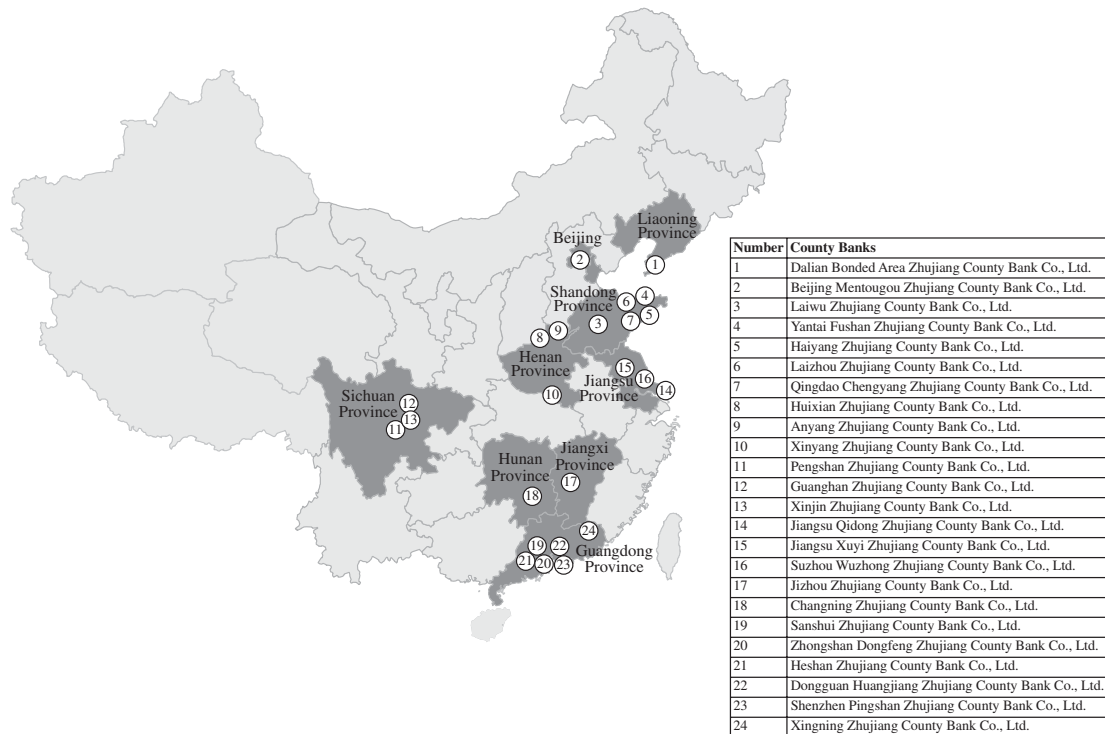 Liaoning
Province
Beijing
2
1
Shandong
Province
6
4
5
3
7
8
9
Henan
Province
10
15
16
14
Jiangsu
Province
Sichuan
Province
12
13
11
Hunan
Province
18
Jiangxi
Province
17
24
19
22
21
20
23
Guangdong
Province
Number County Banks
1 Dalian Bonded Area Zhujiang County Bank Co., Ltd.
2 Beijing Mentougou Zhujiang County Bank Co., Ltd.
3 Laiwu Zhujiang County Bank Co., Ltd.
4 Yantai Fushan Zhujiang County Bank Co., Ltd.
5 Haiyang Zhujiang County Bank Co., Ltd.
6 Laizhou Zhujiang County Bank Co., Ltd.
7 Qingdao Chengyang Zhujiang County Bank Co., Ltd.
8 Huixian Zhujiang County Bank Co., Ltd.
9 Anyang Zhujiang County Bank Co., Ltd.
10 Xinyang Zhujiang County Bank Co., Ltd.
11 Pengshan Zhujiang County Bank Co., Ltd.
12 Guanghan Zhujiang County Bank Co., Ltd.
13 Xinjin Zhujiang County Bank Co., Ltd.
14 Jiangsu Qidong Zhujiang County Bank Co., Ltd.
15 Jiangsu Xuyi Zhujiang County Bank Co., Ltd.
16 Suzhou Wuzhong Zhujiang County Bank Co., Ltd.
17 Jizhou Zhujiang County Bank Co., Ltd.
18 Changning Zhujiang County Bank Co., Ltd.
19 Sanshui Zhujiang County Bank Co., Ltd.
20 Zhongshan Dongfeng Zhujiang County Bank Co., Ltd.
21 Heshan Zhujiang County Bank Co., Ltd.
22 Dongguan Huangjiang Zhujiang County Bank Co., Ltd.
23 Shenzhen Pingshan Zhujiang County Bank Co., Ltd.
24 Xingning Zhujiang County Bank Co., Ltd.